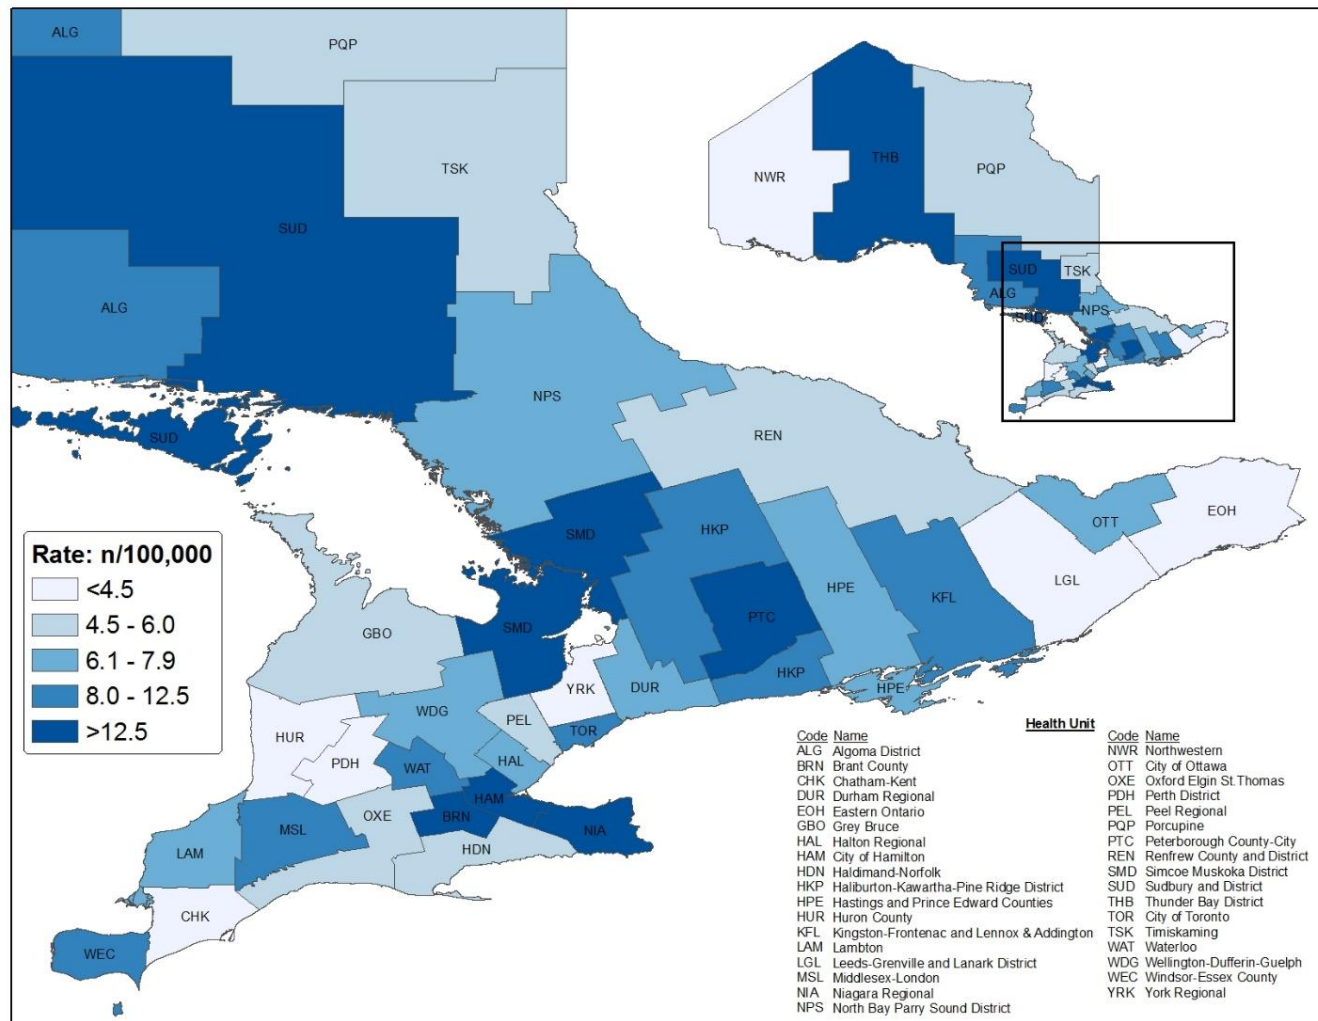 ALG
PQP
TSK
SUD
ALG
NPS
SUD
REN
SMD
HKP
OTT
EOH
LGL
HPE
KFL
PTC
GBO
SMD
HKP
YRK
DUR
HPE
WDG
PEL
TOR
HUR
PDH
WAT
HAL
HAM
OXE
BRN
NIA
MSL
LAM
HDN
CHK
WEC
NWR
THB
PQP
SUD
TSK
ALG
NPS
SUD
Rate: n/100,000
<4.5
4.5 - 6.0
6.1 - 7.9
8.0 - 12.5
>12.5
Health Unit
Code Name
ALG Algoma District
BRN Brant County
CHK Chatham-Kent
DUR Durham Regional
EOH Eastern Ontario
GBO Grey Bruce
HAL Halton Regional
HAM City of Hamilton
HDN Haldimand-Norfolk
HKP Haliburton-Kawartha-Pine Ridge District
HPE Hastings and Prince Edward Counties
HUR Huron County
KFL Kingston-Frontenac and Lennox & Addington
LAM Lambton
LGL Leeds-Grenville and Lanark District
MSL Middlesex-London
NIA Niagara Regional
NPS North Bay Parry Sound District
Code Name
NWR Northwestern
OTT City of Ottawa
OXE Oxford Elgin St.Thomas
PDH Perth District
PEL Peel Regional
PQP Porcupine
PTC Peterborough County-City
REN Renfrew County and District
SMD Simcoe Muskoka District
SUD Sudbury and District
THB Thunder Bay District
TOR City of Toronto
TSK Timiskaming
WAT Waterloo
WDG Wellington-Dufferin-Guelph
WEC Windsor-Essex County
YRK York Regional